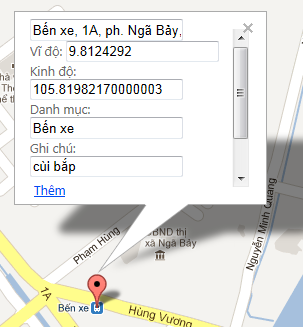 Bến xe, 1A, ph. Ngã Bảy,
Vĩ độ: 9.8124292
Kinh độ:
105.81982170000003
Danh mục:
Bến xe
Ghi chú:
cùi bắp
Thêm
Phạm Hùng
UBND thị
xã Ngã Bảy
Nguyễn Minh Quang
1A
Bến xe
Hùng Vương